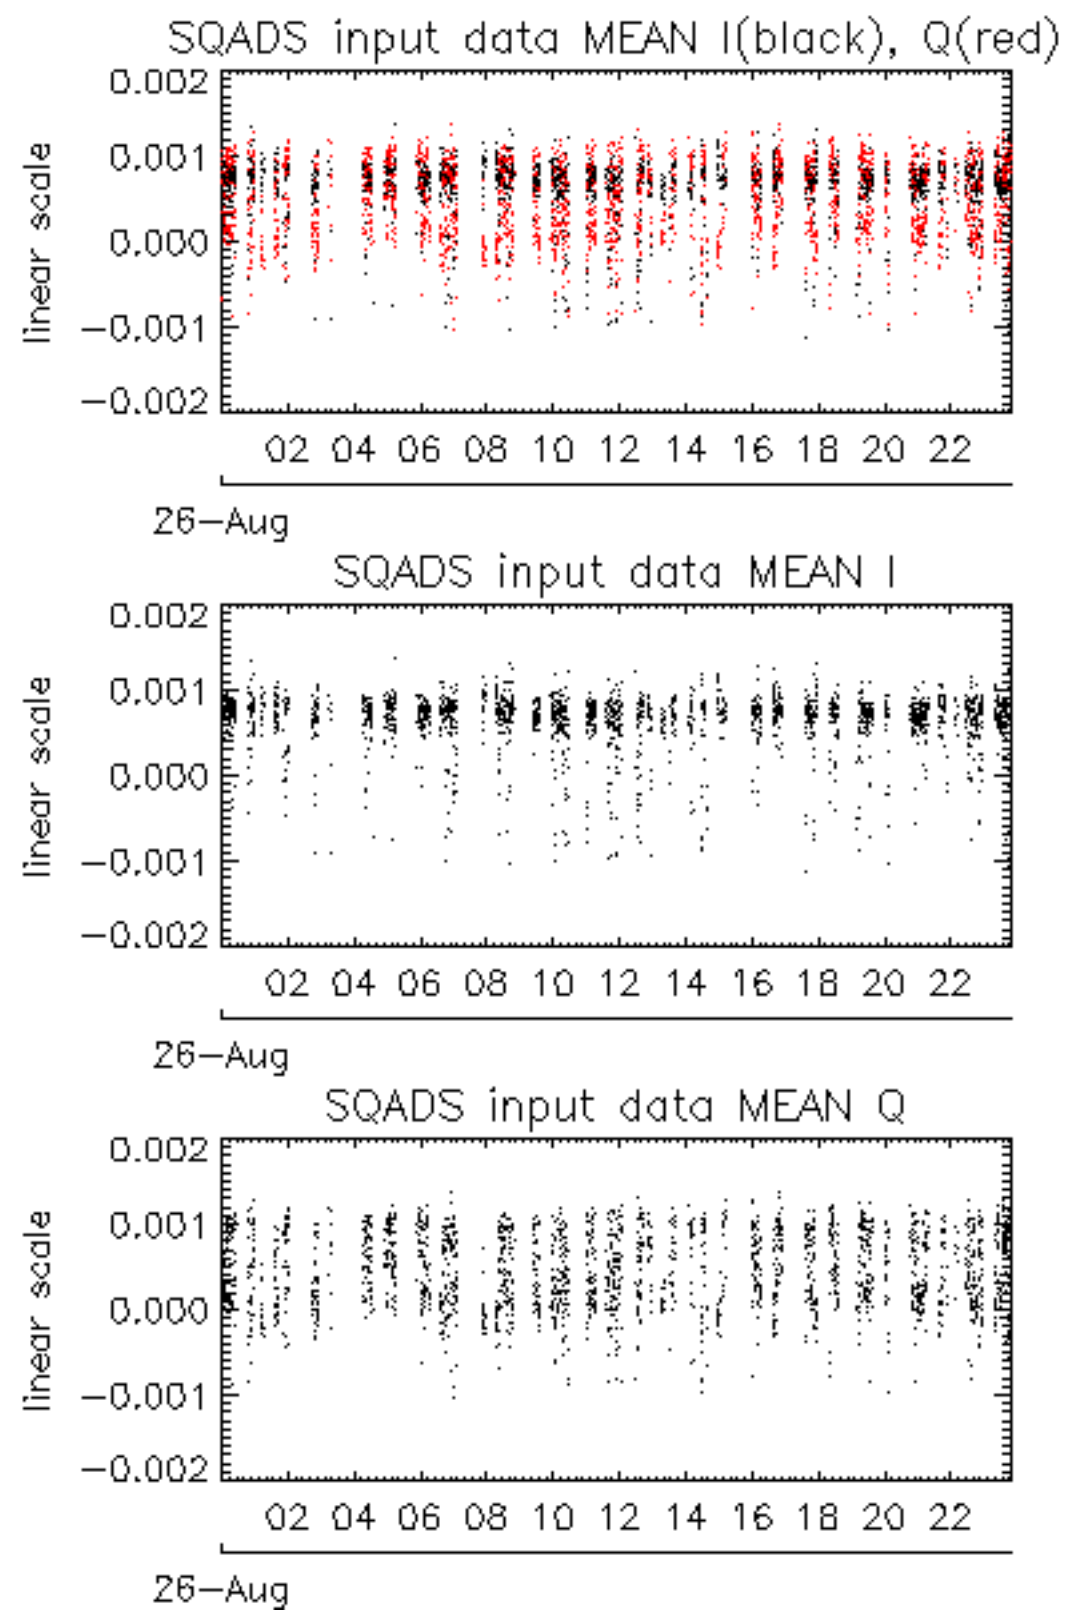 SQADS input data MEAN I(black), Q(red)
0.002
0.001
0.000
−0.001
−0.002
linear scale
02 04 06 08 10 12 14 16 18 20 22
26−Aug
SQADS input data MEAN I
0.002
0.001
0.000
−0.001
−0.002
linear scale
02 04 06 08 10 12 14 16 18 20 22
26−Aug
SQADS input data MEAN Q
0.002
0.001
0.000
−0.001
−0.002
linear scale
02 04 06 08 10 12 14 16 18 20 22
26−Aug